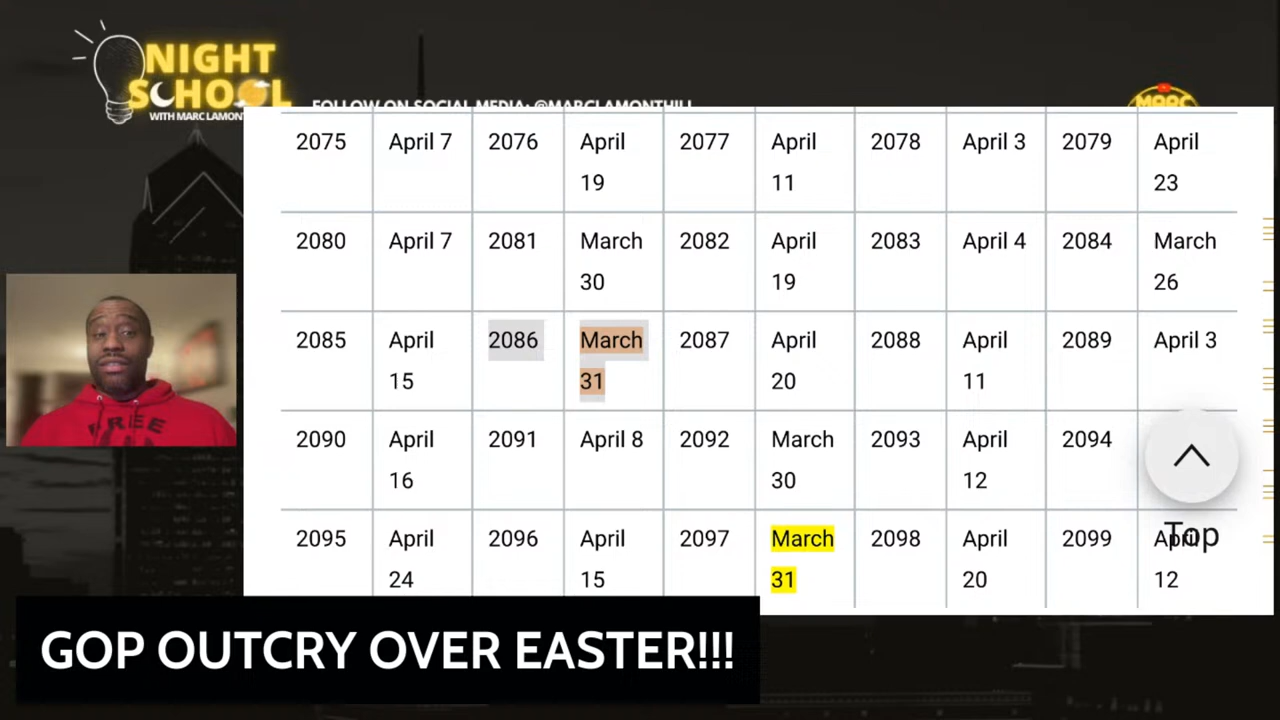 NIGHT
SCHOOL
WITH MARC LAMON
FOLLOW ON SOCIAL MEDIA: @MARCLAMONTHILL
MARC
2075 April 7 2076 April 19 2077 April 11 2078 April 3 2079 April 23
2080 April 7 2081 March 30 2082 April 19 2083 April 4 2084 March 26
2085 April 15 2086 March 31 2087 April 20 2088 April 11 2089 April 3
2090 April 16 2091 April 8 2092 March 30 2093 April 12 2094
2095 April 24 2096 April 15 2097 March 31 2098 April 20 2099 April 12
Top
FREE
GOP OUTCRY OVER EASTER!!!